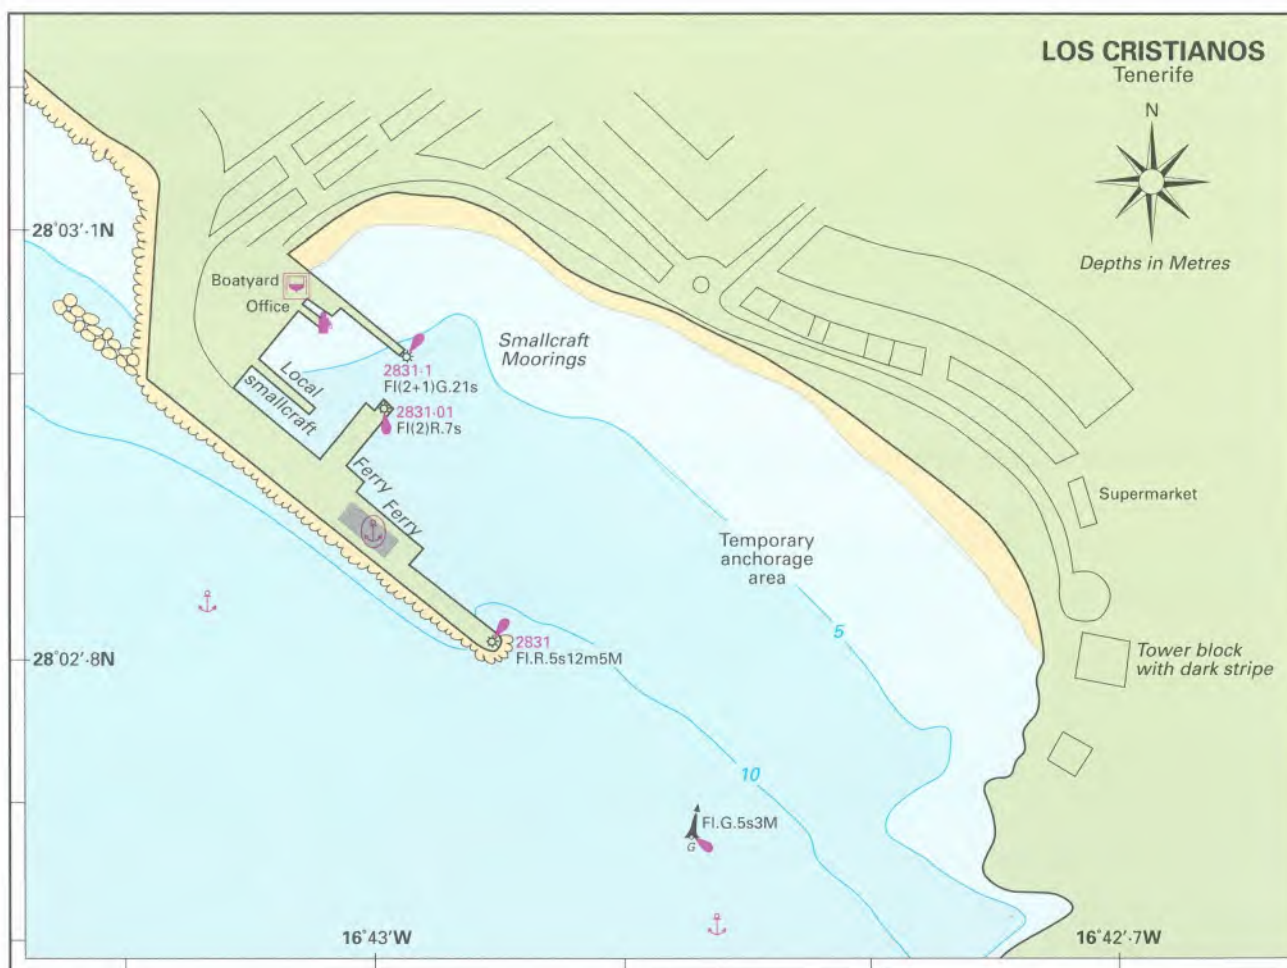 LOS CRISTIANOS
Tenerife
N
Depths in Metres
28°03'·1N
Boatyard
Office
Smallcraft
Moorings
2831·1
Fl(2+1)G.21s
Local
smallcraft
2831·01
Fl(2)R.7s
Ferry
Ferry
Supermarket
Temporary
anchorage
area
5
2831
Fl.R.5s12m5M
28°02'·8N
Tower block
with dark stripe
10
Fl.G.5s3M
G
16°43'W
16°42'·7W